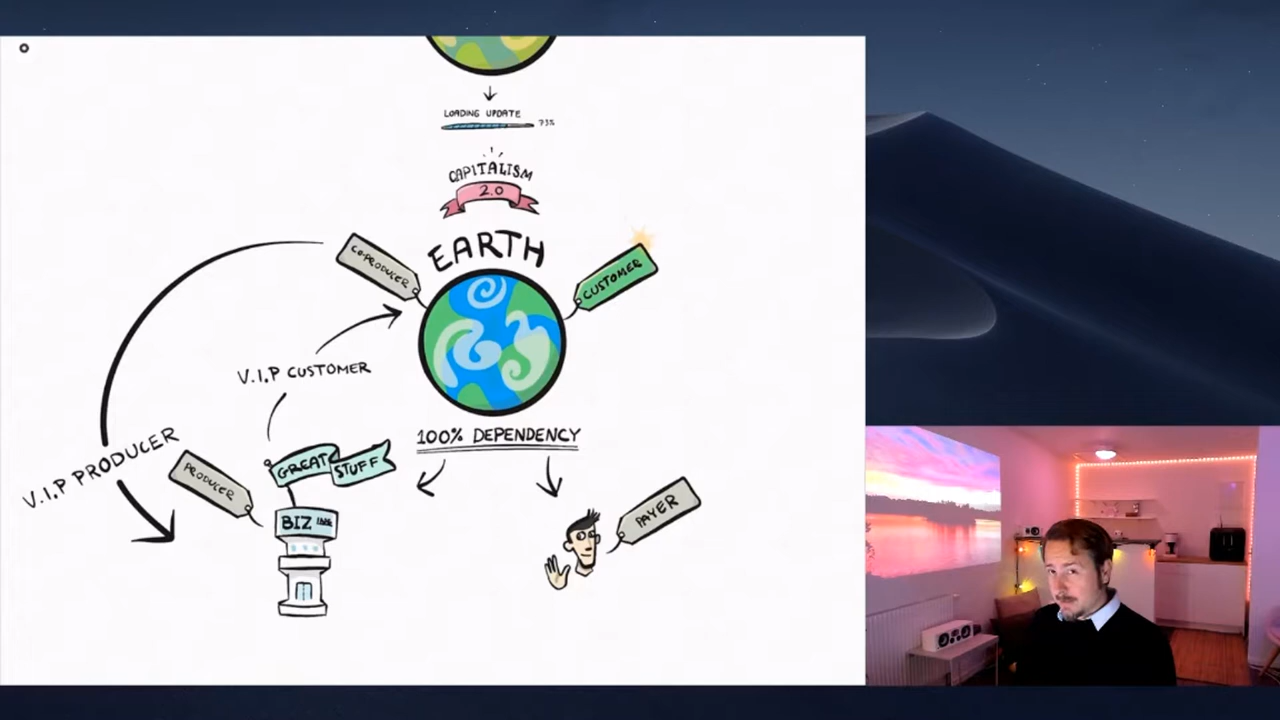 LOADING UPDATE
73%
CAPITALISM
2.0
EARTH
CO-PRODUCER
CUSTOMER
V.I.P CUSTOMER
100% DEPENDENCY
V.I.P PRODUCER
PRODUCER
GREAT STUFF
BIZ
PAYER